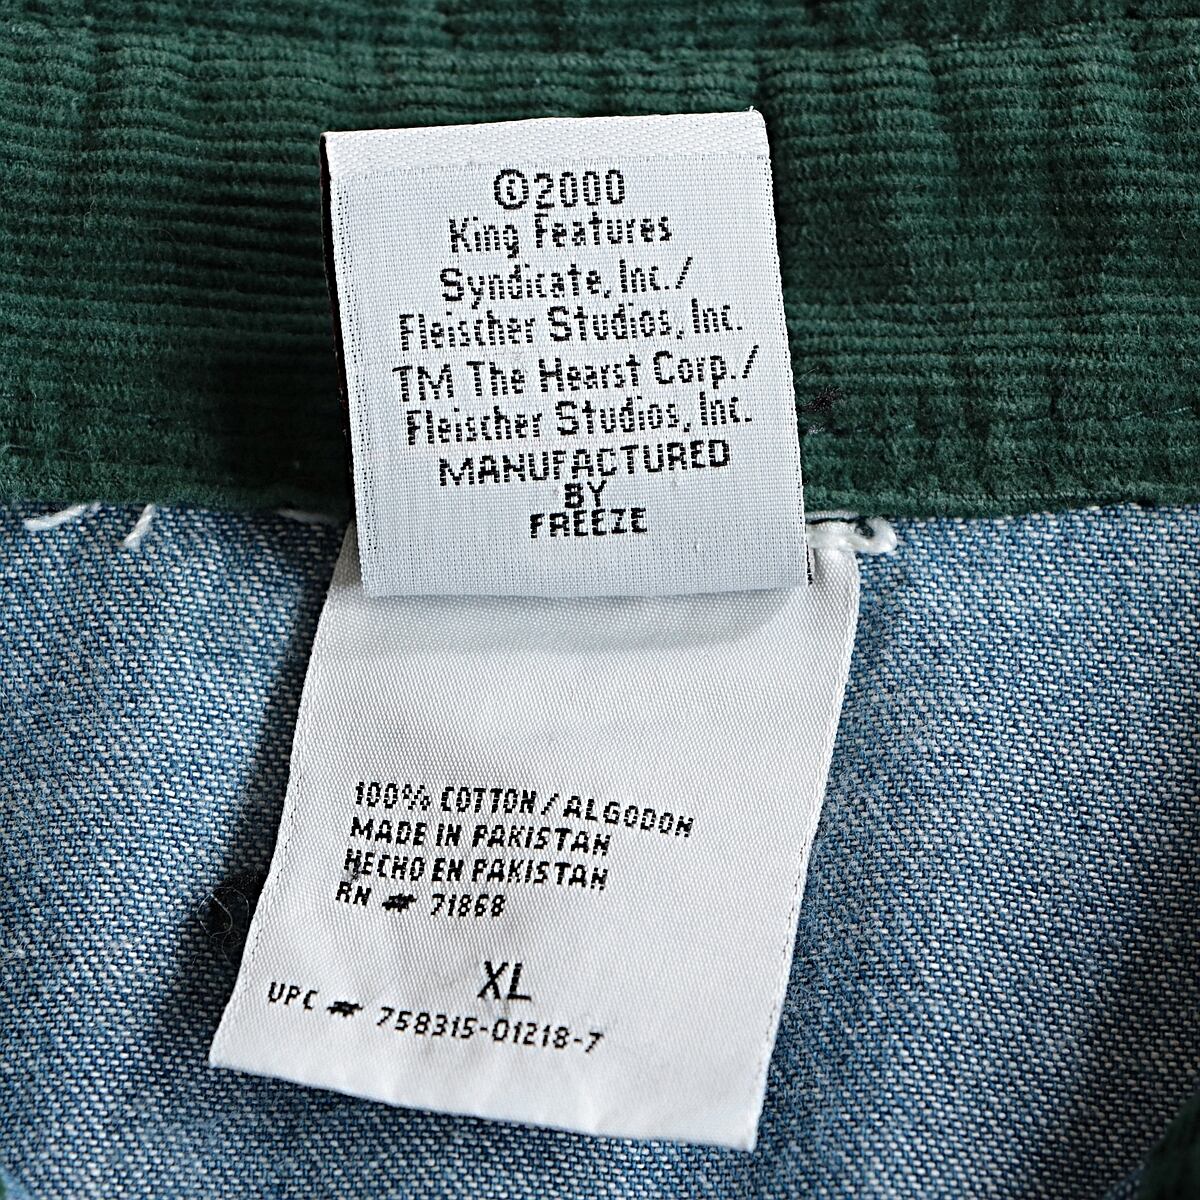 ©2000
King Features
Syndicate, Inc./
Fleischer Studios, Inc.
TM The Hearst Corp./
Fleischer Studios, Inc.
MANUFACTURED
BY
FREEZE
100% COTTON / ALGODON
MADE IN PAKISTAN
HECHO EN PAKISTAN
RN # 71868
XL
UPC # 758315-01218-7